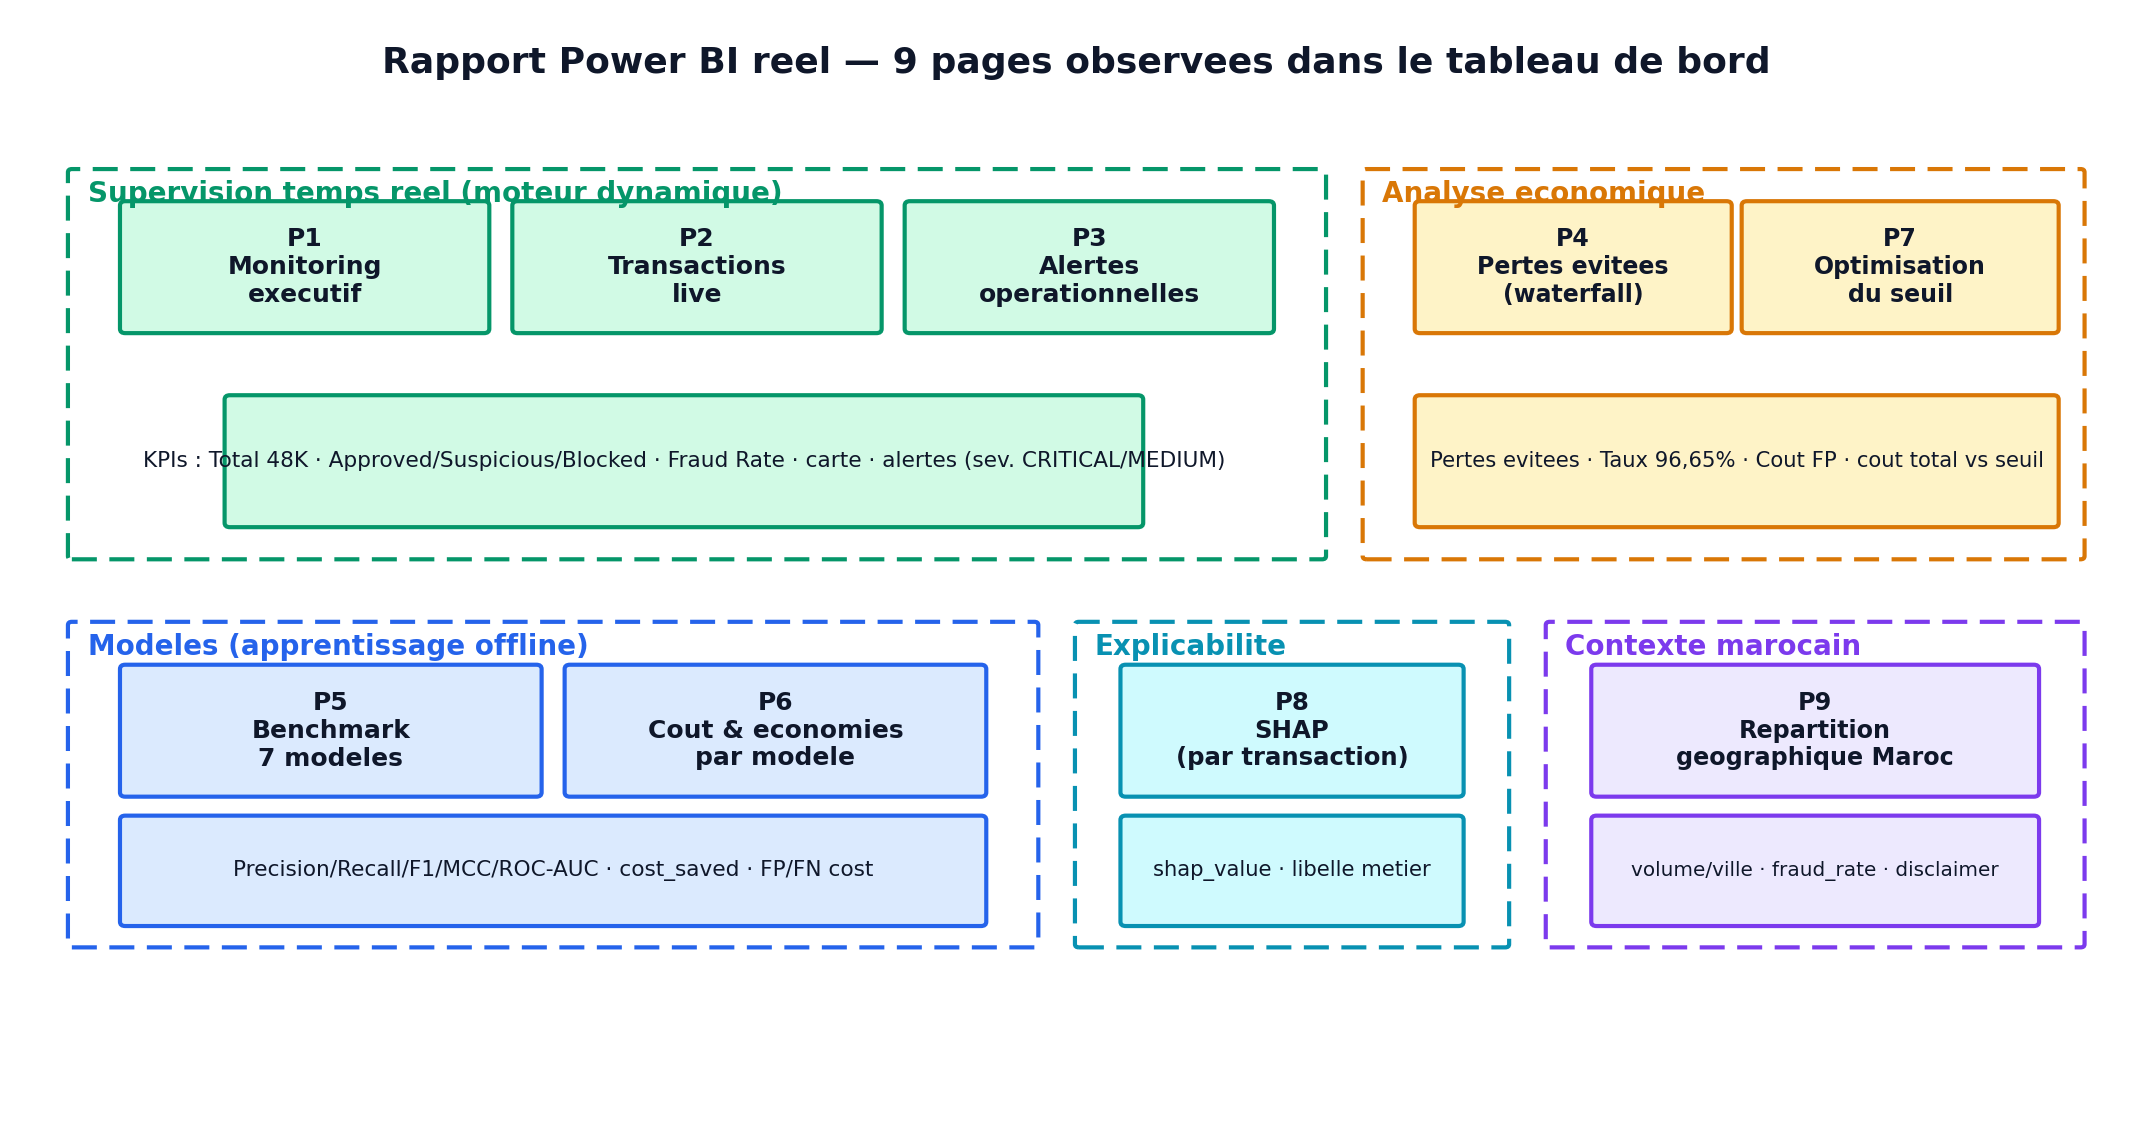 Rapport Power BI reel — 9 pages observees dans le tableau de bord
Supervision temps reel (moteur dynamique)
P1
Monitoring
executif
P2
Transactions
live
P3
Alertes
operationnelles
KPIs : Total 48K · Approved/Suspicious/Blocked · Fraud Rate · carte · alertes (sev. CRITICAL/MEDIUM)
Analyse economique
P4
Pertes evitees
(waterfall)
P7
Optimisation
du seuil
Pertes evitees · Taux 96,65% · Cout FP · cout total vs seuil
Modeles (apprentissage offline)
P5
Benchmark
7 modeles
P6
Cout & economies
par modele
Precision/Recall/F1/MCC/ROC-AUC · cost_saved · FP/FN cost
Explicabilite
P8
SHAP
(par transaction)
shap_value · libelle metier
Contexte marocain
P9
Repartition
geographique Maroc
volume/ville · fraud_rate · disclaimer